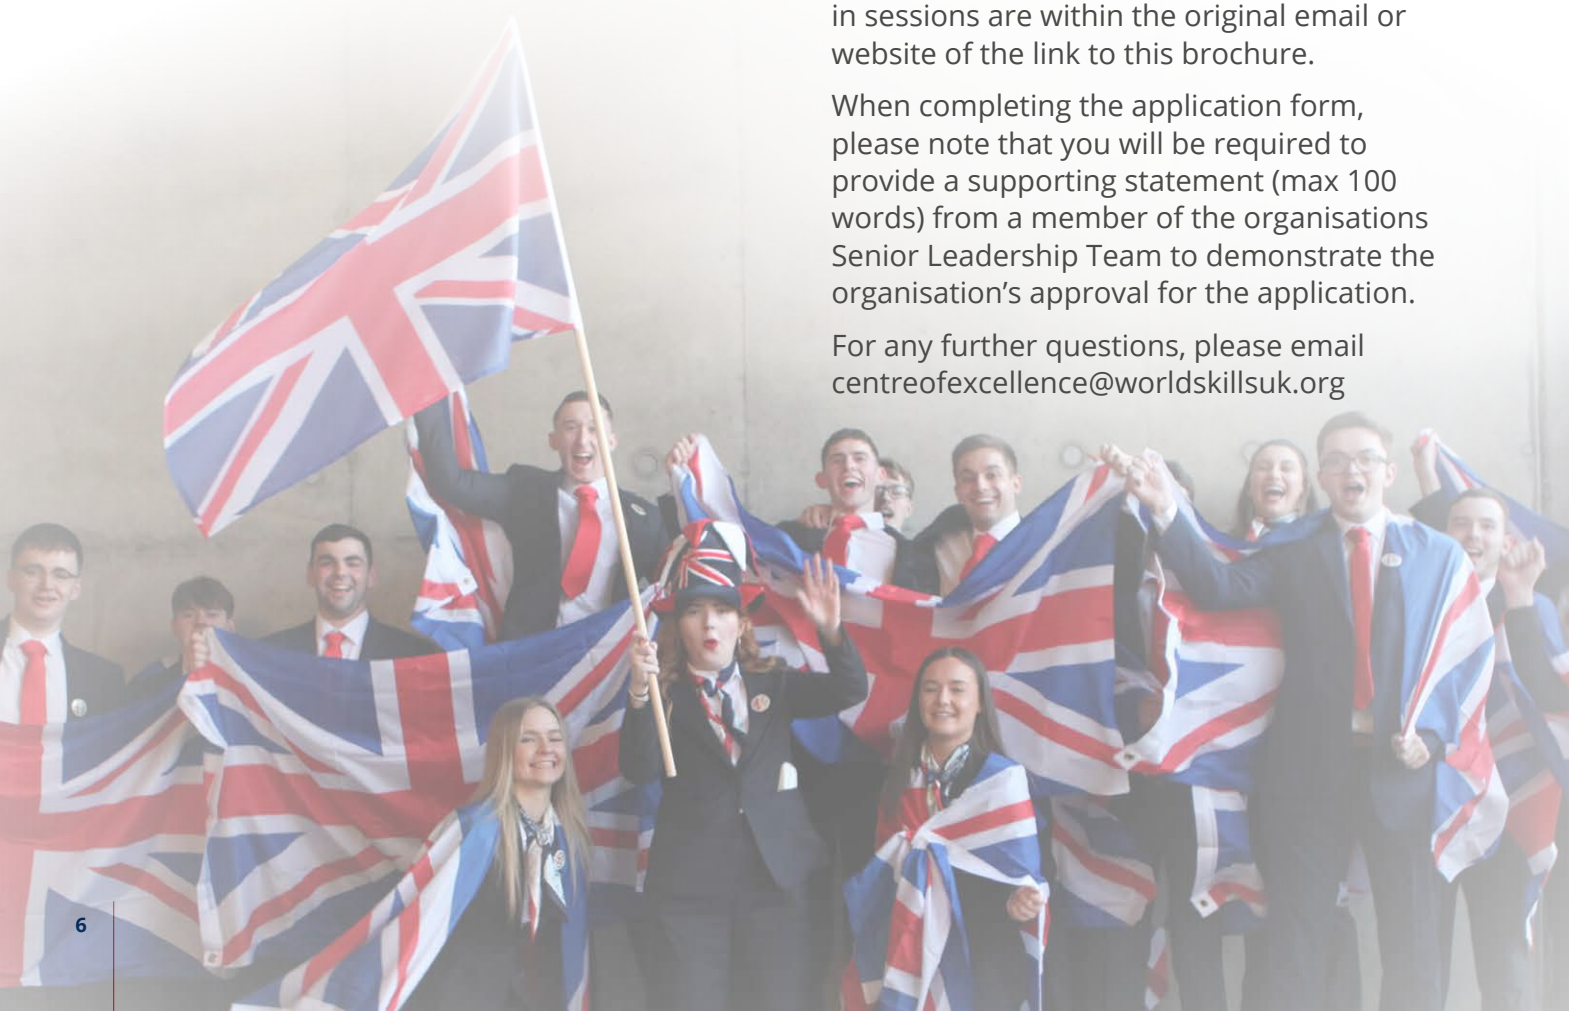 in sessions are within the original email or
website of the link to this brochure.
When completing the application form,
please note that you will be required to
provide a supporting statement (max 100
words) from a member of the organisations
Senior Leadership Team to demonstrate the
organisation’s approval for the application.
For any further questions, please email
centreofexcellence@worldskillsuk.org
6